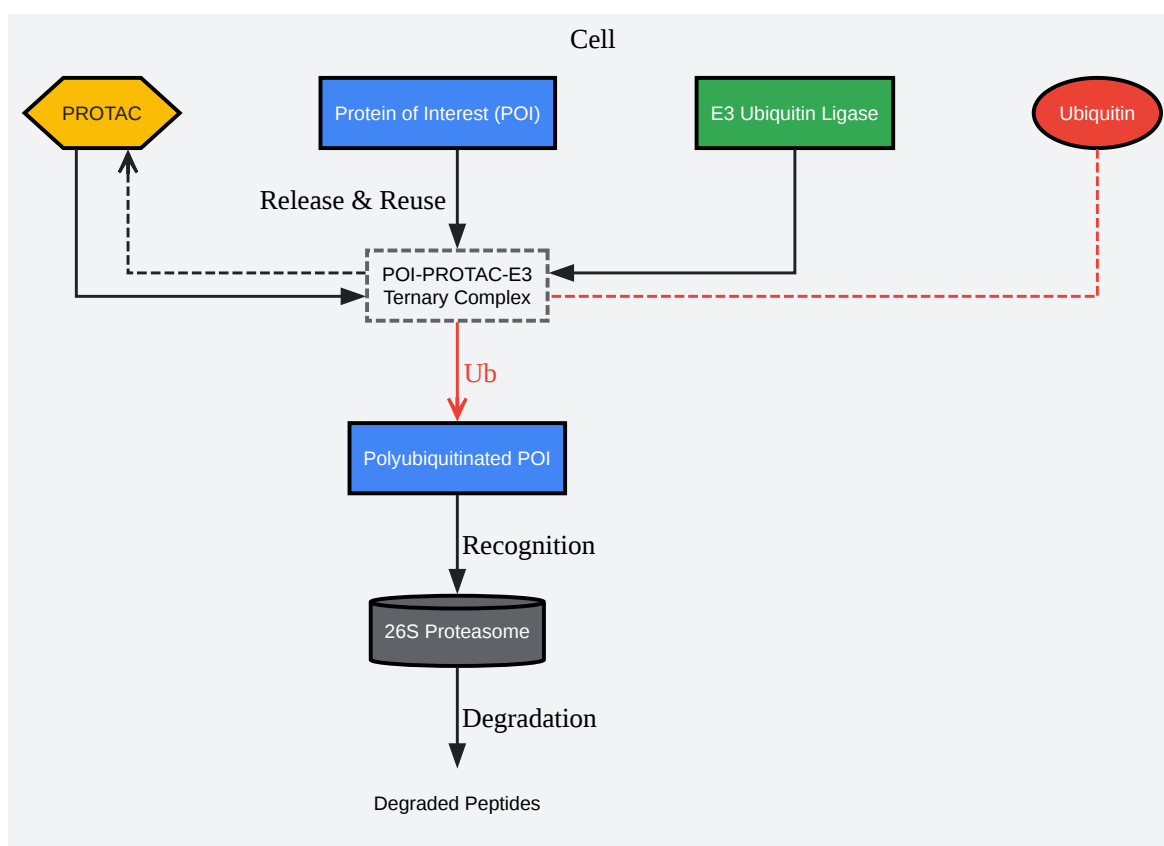 Cell
PROTAC
Protein of Interest (POI)
E3 Ubiquitin Ligase
Ubiquitin
Release & Reuse
POI-PROTAC-E3
Ternary Complex
Ub
Polyubiquitinated POI
Recognition
26S Proteasome
Degradation
Degraded Peptides